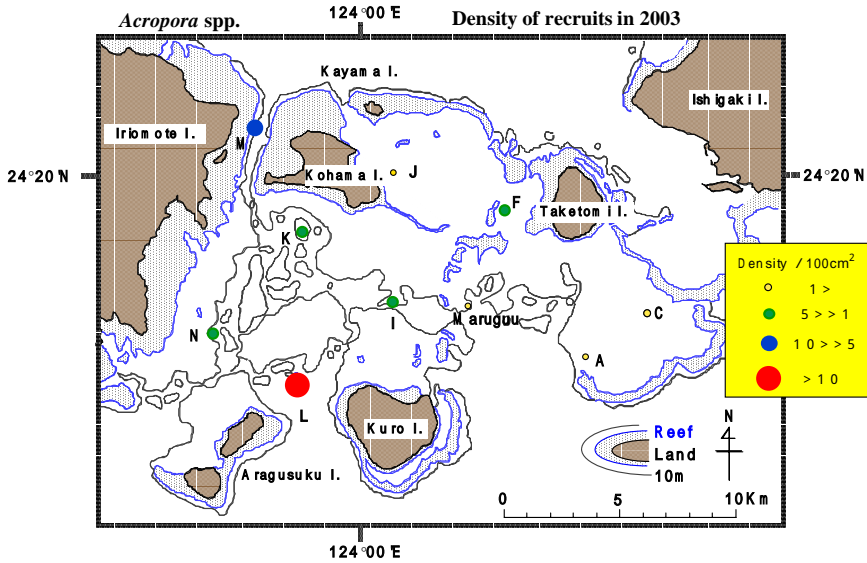 Acropora spp.
124°00'E
Density of recruits in 2003
Kayama I.
Ishigaki I.
Iriomote I.
M
24°20'N
Kohama I.
J
24°20'N
F
Taketomi I.
K
Density /100cm²
1 >
5 > > 1
10 > > 5
> 10
I
Maruguu
C
N
A
L
Kuro I.
N
Reef
Land
10m
Aragusuku I.
0 5 10Km
124°00'E